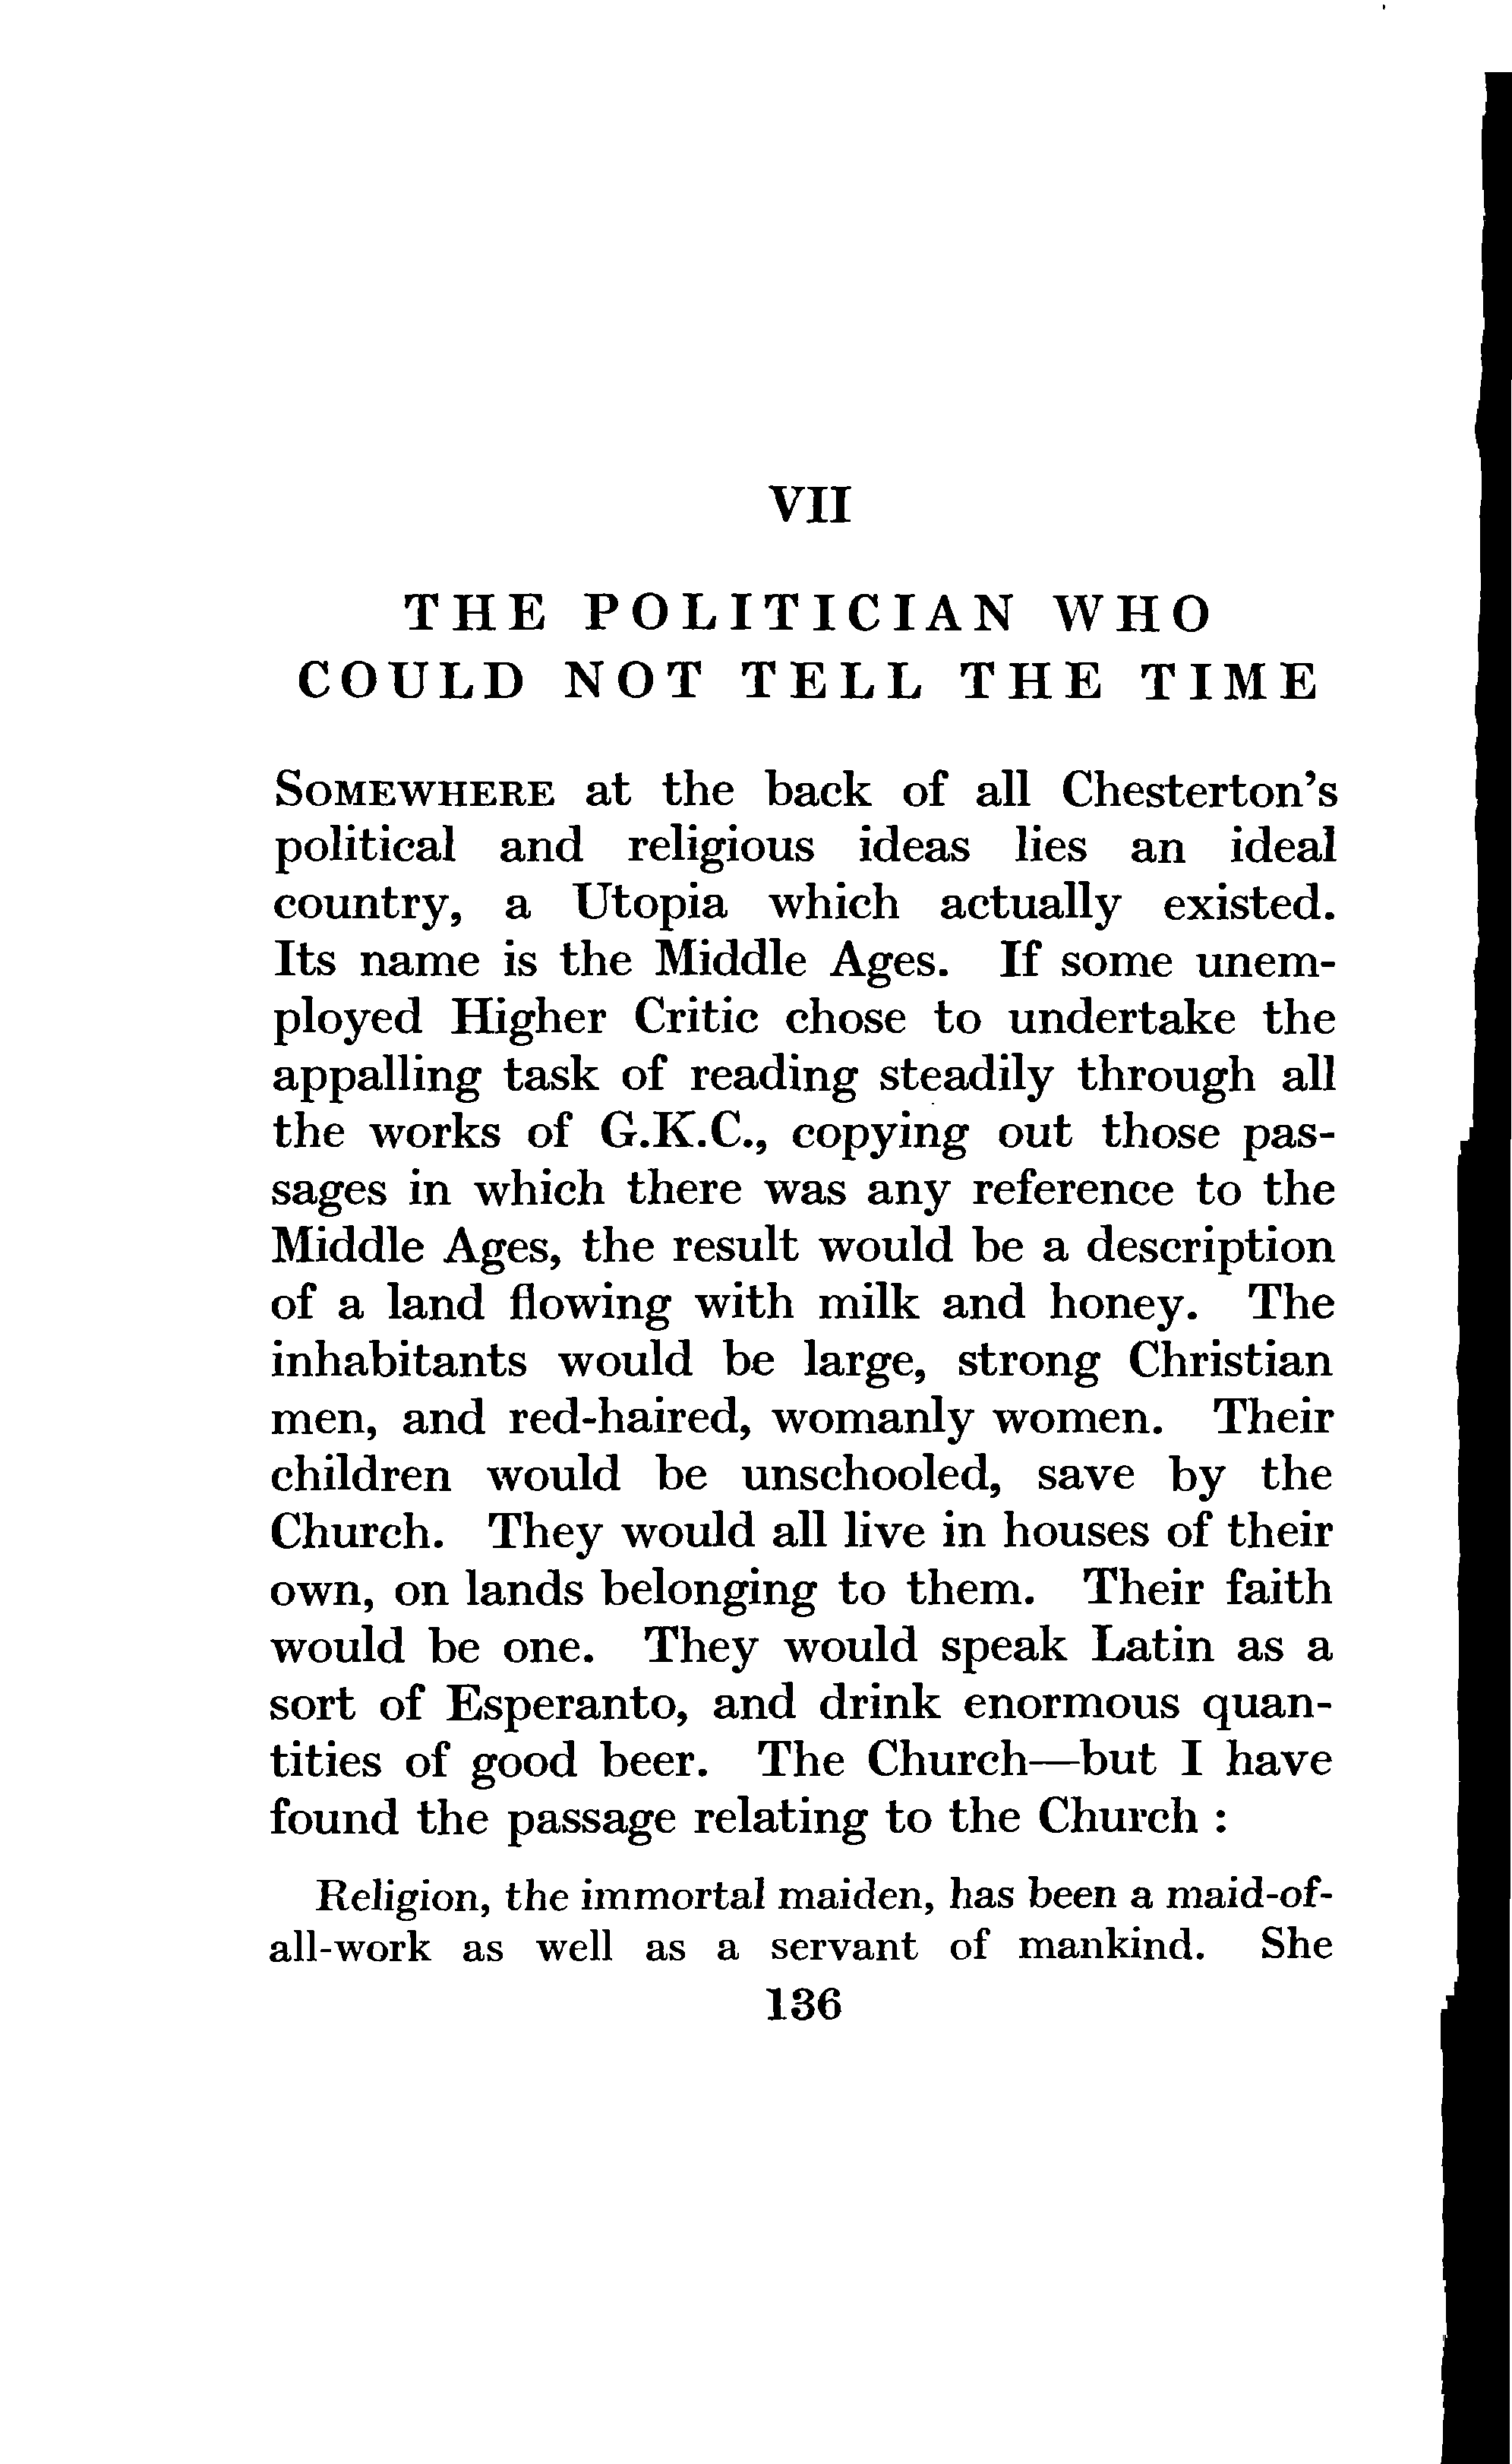 VII
THE POLITICIAN WHO
COULD NOT TELL THE TIME
SOMEWHERE at the back of all Chesterton's
political and religious ideas lies an ideal
country, a Utopia which actually existed.
Its name is the Middle Ages. If some unem-
ployed Higher Critic chose to undertake the
appalling task of reading steadily through all
the works of G.K.C., copying out those pas-
sages in which there was any reference to the
Middle Ages, the result would be a description
of a land flowing with milk and honey. The
inhabitants would be large, strong Christian
men, and red-haired, womanly women. Their
children would be unschooled, save by the
Church. They would all live in houses of their
own, on lands belonging to them. Their faith
would be one. They would speak Latin as a
sort of Esperanto, and drink enormous quan-
tities of good beer. The Church—but I have
found the passage relating to the Church :
Religion, the immortal maiden, has been a maid-of-
all-work as well as a servant of mankind. She
136